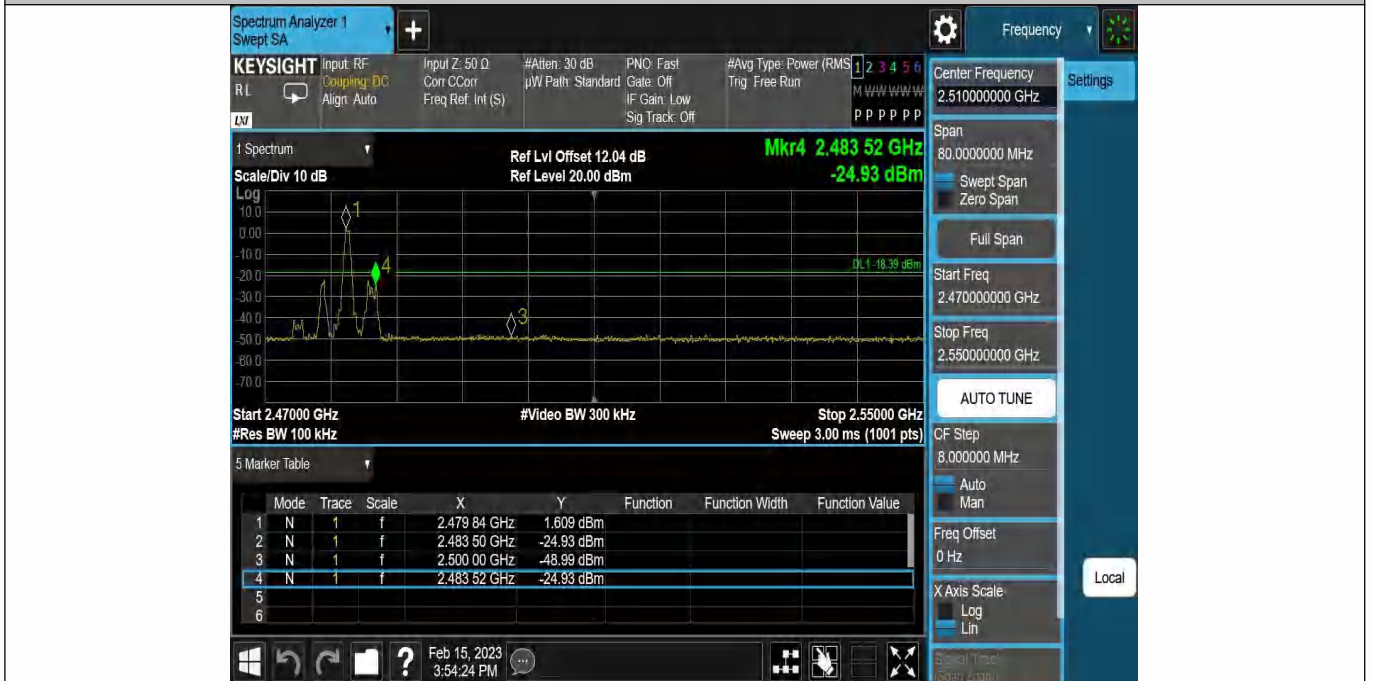 Spectrum Analyzer 1
Swept SA
+
Frequency
KEYSIGHT
RL
LXI
Input: RF
Coupling: DC
Align: Auto
Input Z: 50 Ω
Corr CCorr
Freq Ref: Int (S)
#Atten: 30 dB
µW Path: Standard
PNO: Fast
Gate: Off
IF Gain: Low
Sig Track: Off
#Avg Type: Power (RMS
Trig: Free Run
1 2 3 4 5 6
M W W W W W
P P P P P P
1 Spectrum
Scale/Div 10 dB
Ref Lvl Offset 12.04 dB
Ref Level 20.00 dBm
Mkr4 2.483 52 GHz
-24.93 dBm
Log
10.0
0.00
-10.0
-20.0
-30.0
-40.0
-50.0
-60.0
-70.0
1
4
3
DL1 -18.39 dBm
Start 2.47000 GHz
#Res BW 100 kHz
#Video BW 300 kHz
Stop 2.55000 GHz
Sweep 3.00 ms (1001 pts)
5 Marker Table
Mode Trace Scale X Y Function Function Width Function Value
1 N 1 f 2.479 84 GHz 1.609 dBm
2 N 1 f 2.483 50 GHz -24.93 dBm
3 N 1 f 2.500 00 GHz -48.99 dBm
4 N 1 f 2.483 52 GHz -24.93 dBm
5
6
?
Feb 15, 2023
3:54:24 PM
Center Frequency
2.510000000 GHz
Settings
Span
80.0000000 MHz
Swept Span
Zero Span
Full Span
Start Freq
2.470000000 GHz
Stop Freq
2.550000000 GHz
AUTO TUNE
CF Step
8.000000 MHz
Auto
Man
Freq Offset
0 Hz
X Axis Scale
Log
Lin
Local
Signal Track
(Span Zoom)